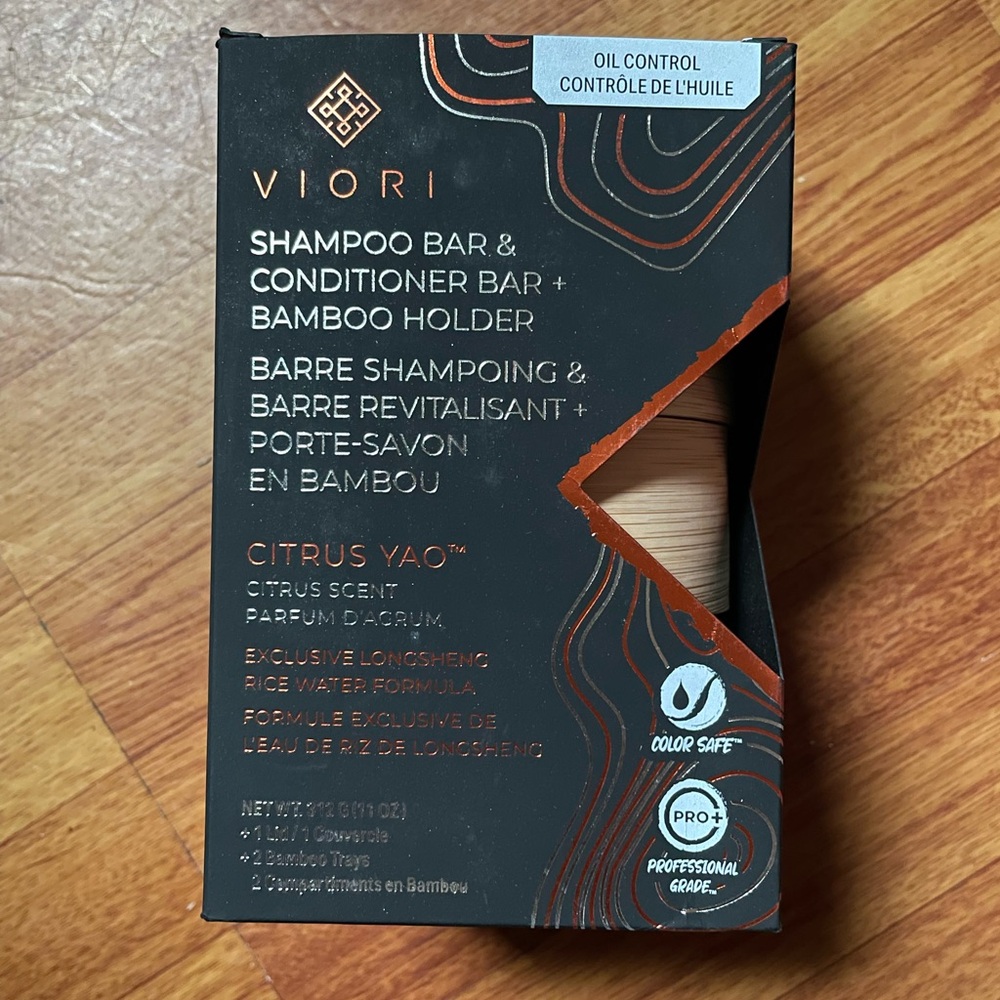 OIL CONTROL
CONTRÔLE DE L'HUILE
VIORI
SHAMPOO BAR &
CONDITIONER BAR +
BAMBOO HOLDER
BARRE SHAMPOING &
BARRE REVITALISANT +
PORTE-SAVON
EN BAMBOU
CITRUS YAO™
CITRUS SCENT
PARFUM D'AGRUM
EXCLUSIVE LONGSHENG
RICE WATER FORMULA
FORMULE EXCLUSIVE DE
L'EAU DE RIZ DE LONGSHENG
NET WT. 312 G (11 OZ)
+ 1 Lid / 1 Couvercle
+ 2 Bamboo Trays
2 Compartiments en Bambou
COLOR SAFE™
PRO+
PROFESSIONAL
GRADE™